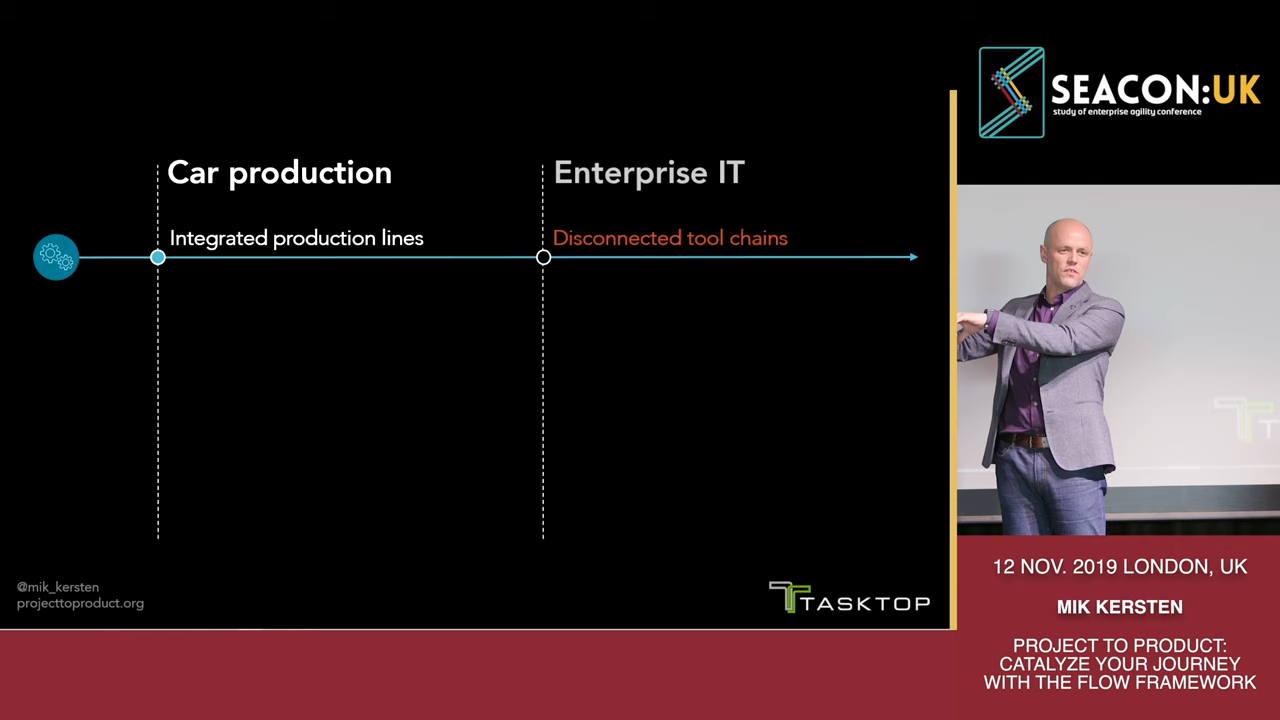 Car production
Enterprise IT
Integrated production lines
Disconnected tool chains
@mik_kersten
projecttoproduct.org
TASKTOP
SEACON:UK
study of enterprise agility conference
12 NOV. 2019 LONDON, UK
MIK KERSTEN
PROJECT TO PRODUCT:
CATALYZE YOUR JOURNEY
WITH THE FLOW FRAMEWORK